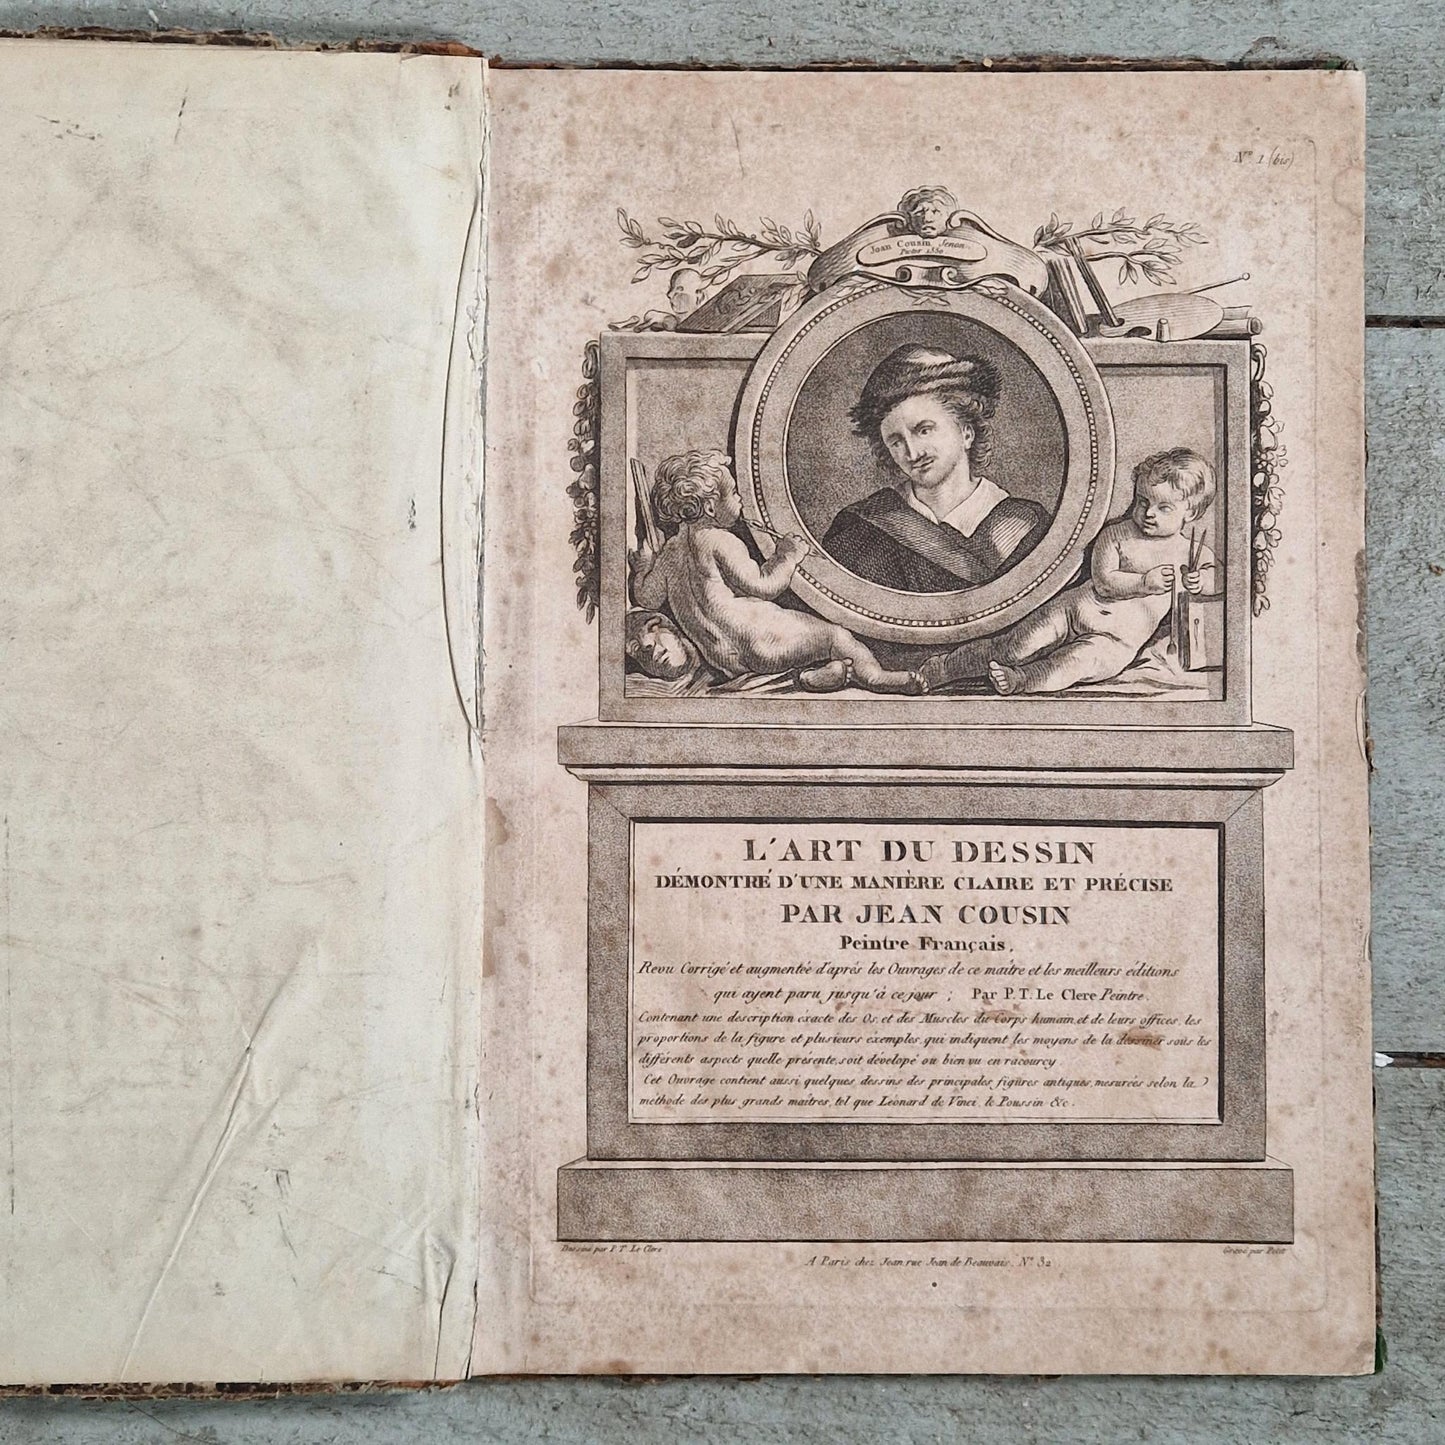 Nº. 1 (bis)
Jean Cousin Senon.
Pictor 1550
L'ART DU DESSIN
DÉMONTRÉ D'UNE MANIÈRE CLAIRE ET PRÉCISE
PAR JEAN COUSIN
Peintre Français,
Revu Corrigé et augmentée d'après les Ouvrages de ce maître et les meilleurs éditions
qui ayent paru jusqu'à ce jour ; Par P. T. Le Clere Peintre.
Contenant une description exacte des Os, et des Muscles du Corps humain, et de leurs offices, les
proportions de la figure et plusieurs exemples, qui indiquent les moyens de la dessiner sous les
différents aspects quelle présente, soit dévelopé ou bien vu en racourcy.
Cet Ouvrage contient aussi quelques dessins des principales figures antiques, mesurées selon la
méthode des plus grands maîtres, tel que Léonard de Vinci, le Poussin &c.
Dessiné par P. T. Le Clere
Gravé par Petit
A Paris chez Jean, rue Jean de Beauvais, Nº 32